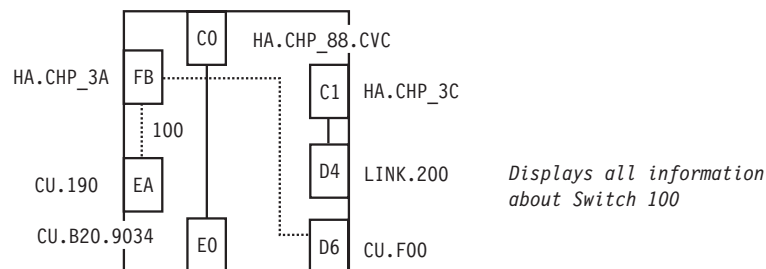 C0
HA.CHP_88.CVC
HA.CHP_3A
FB
C1
HA.CHP_3C
100
CU.190
EA
D4
LINK.200
Displays all information
about Switch 100
CU.B20.9034
E0
D6
CU.F00